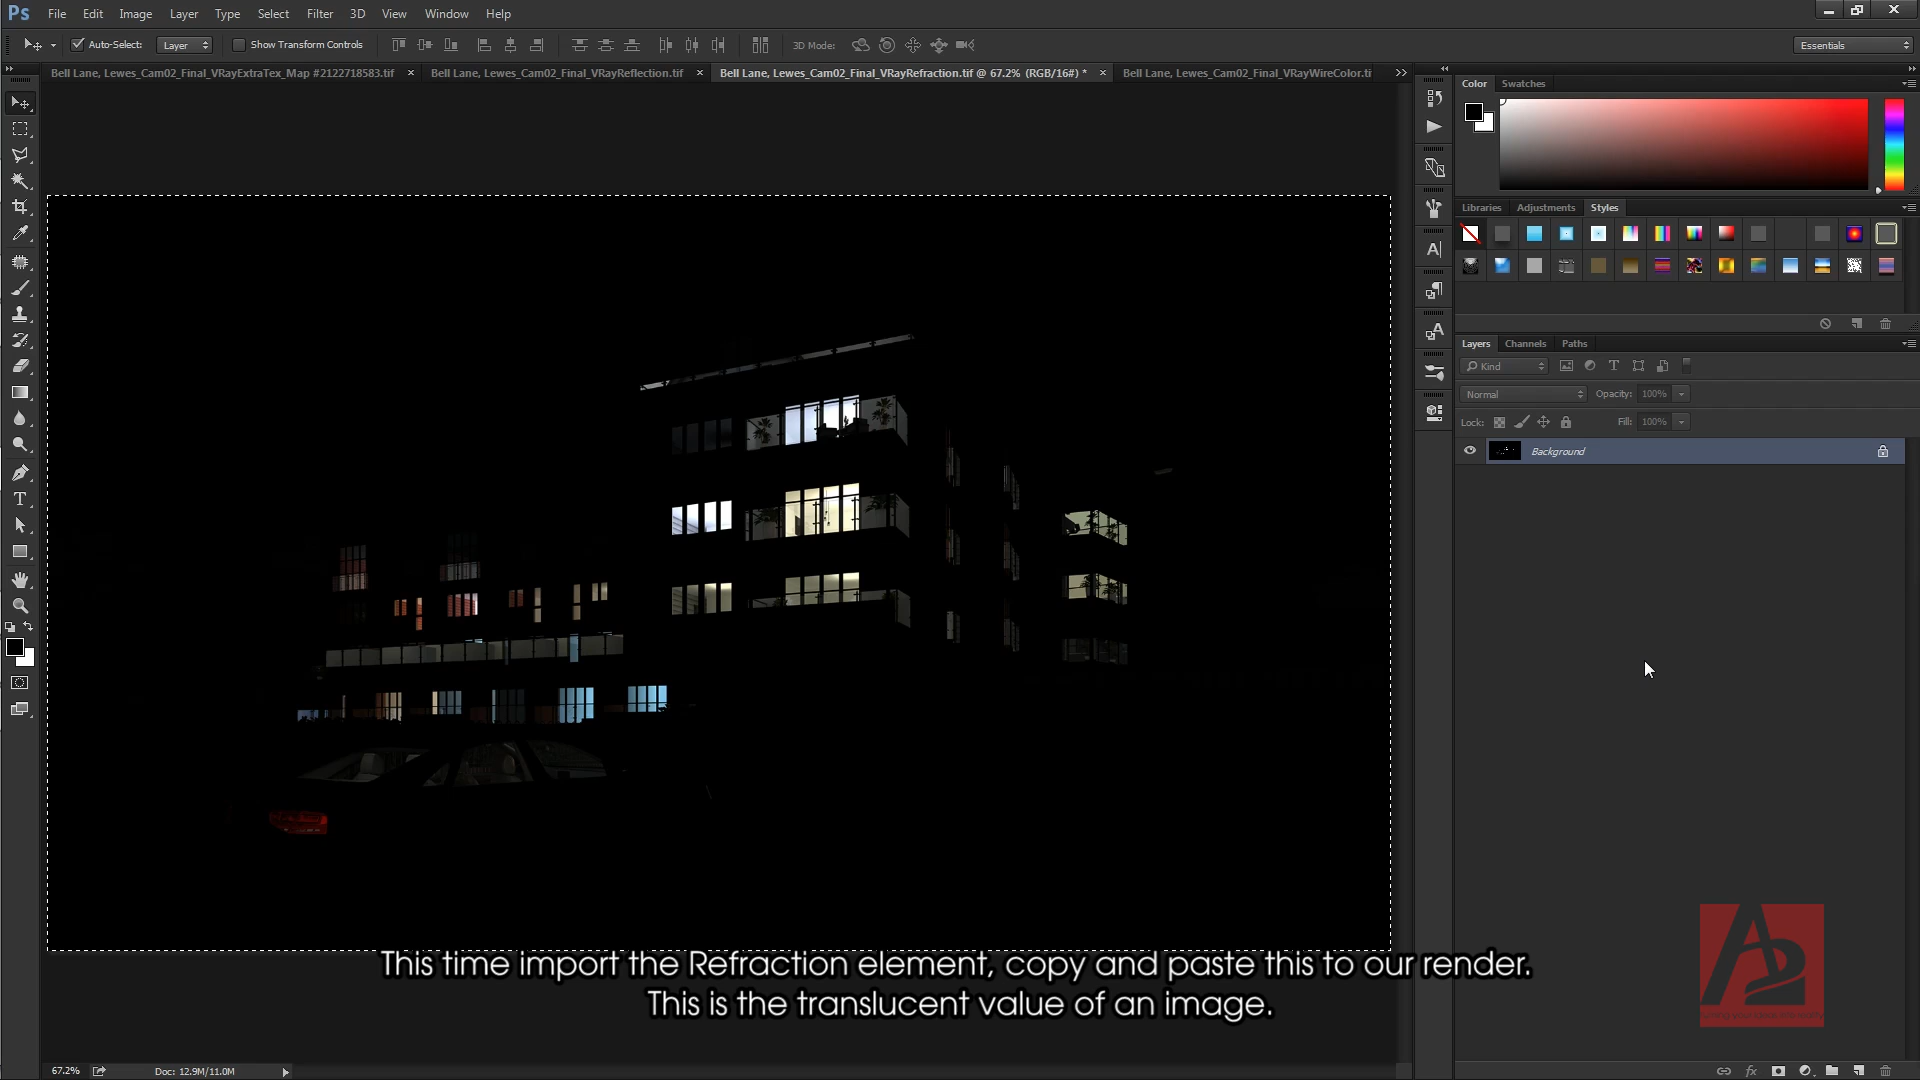 Ps File Edit Image Layer Type Select Filter 3D View Window Help
Auto-Select: Layer Show Transform Controls 3D Mode: Essentials
Bell Lane, Lewes_Cam02_Final_VRayExtraTex_Map #2122718583.tif × Bell Lane, Lewes_Cam02_Final_VRayReflection.tif × Bell Lane, Lewes_Cam02_Final_VRayRefraction.tif @ 67.2% (RGB/16#) * × Bell Lane, Lewes_Cam02_Final_VRayWireColor.ti
Color Swatches
Libraries Adjustments Styles
Layers Channels Paths
Kind
Normal Opacity: 100%
Lock: Fill: 100%
Background
This time import the Refraction element, copy and paste this to our render.
This is the translucent value of an image.
67.2% Doc: 12.9M/11.0M